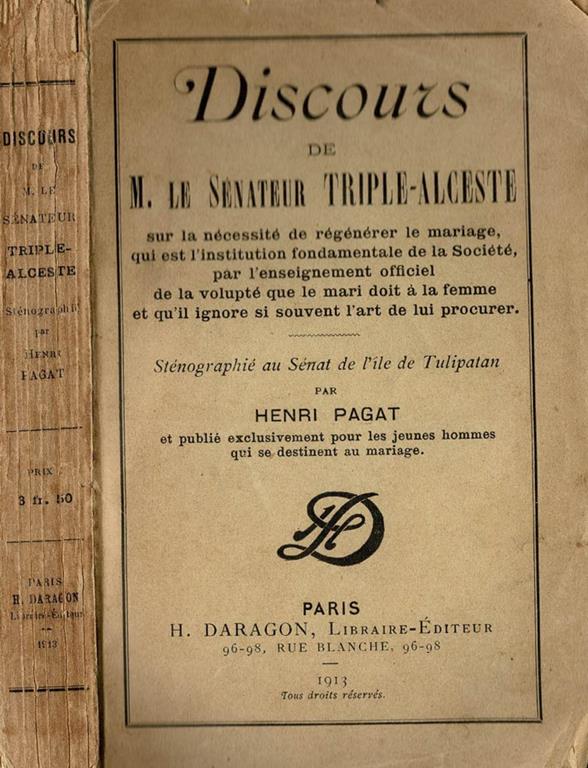 DISCOURS
DE
M. LE
SÉNATEUR
TRIPLE-
ALCESTE
Sténographié
par
HENRI
PAGAT
PRIX
3 fr. 50
PARIS
H. DARAGON
Libraire-Éditeur
1913
Discours
DE
M. LE SÉNATEUR TRIPLE-ALCESTE
sur la nécessité de régénérer le mariage,
qui est l'institution fondamentale de la Société,
par l'enseignement officiel
de la volupté que le mari doit à la femme
et qu'il ignore si souvent l'art de lui procurer.
Sténographié au Sénat de l'île de Tulipatan
PAR
HENRI PAGAT
et publié exclusivement pour les jeunes hommes
qui se destinent au mariage.
HD
PARIS
H. DARAGON, LIBRAIRE-ÉDITEUR
96-98, RUE BLANCHE, 96-98
1913
Tous droits réservés.